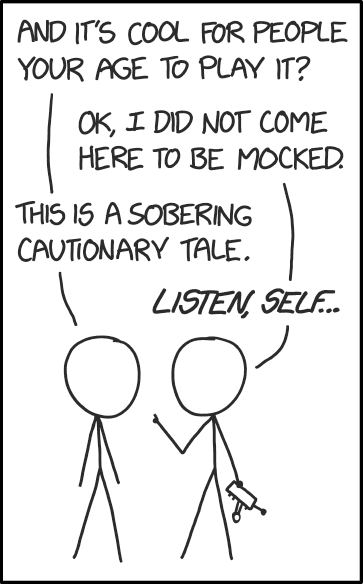 AND IT'S COOL FOR PEOPLE
YOUR AGE TO PLAY IT?
OK, I DID NOT COME
HERE TO BE MOCKED.
THIS IS A SOBERING
CAUTIONARY TALE.
LISTEN, SELF...